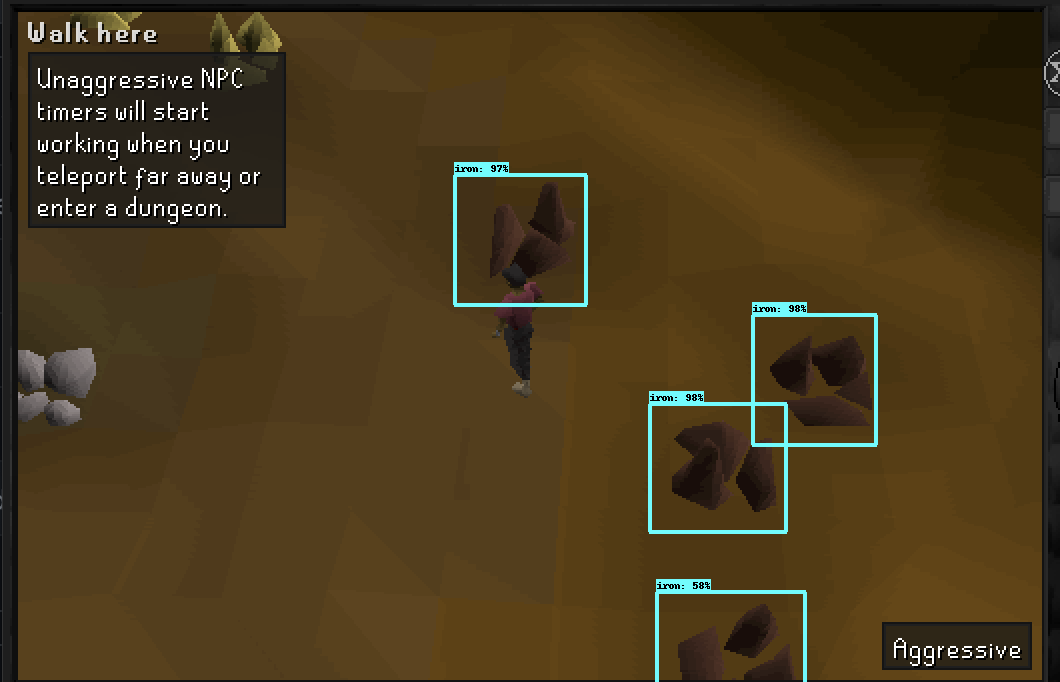 Walk here
Unaggressive NPC
timers will start
working when you
teleport far away or
enter a dungeon.
iron: 97%
iron: 98%
iron: 98%
iron: 58%
Aggressive